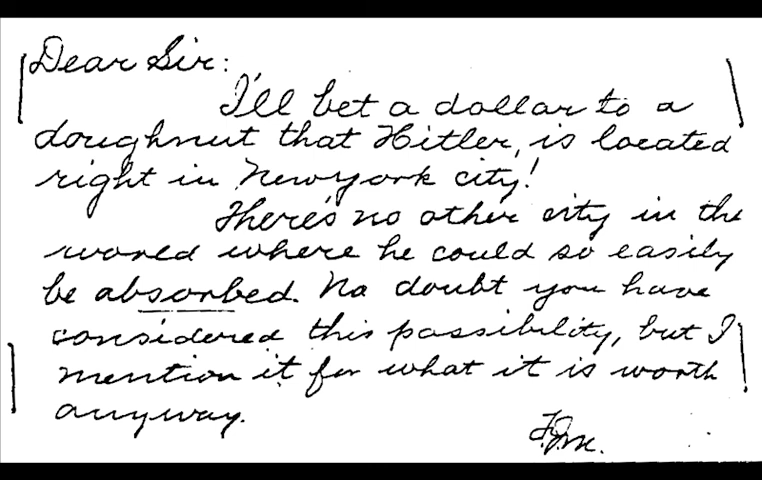 Dear Sir:
I'll bet a dollar to a
doughnut that Hitler, is located
right in New York city!
There's no other city in the
world where he could so easily
be absorbed. No doubt you have
considered this possibility, but I
mention it for what it is worth
anyway.